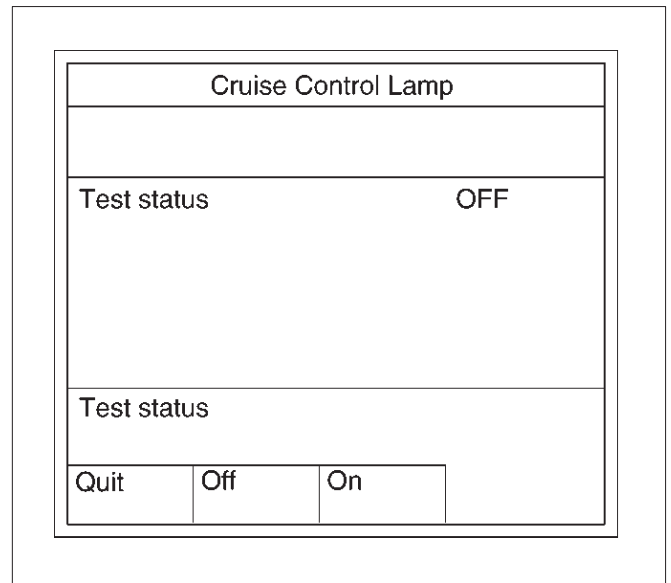 Cruise Control Lamp
Test status OFF
Test status
Quit Off On